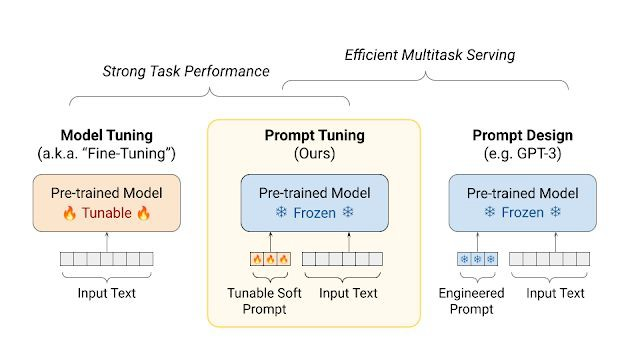 Efficient Multitask Serving
Strong Task Performance
Model Tuning
(a.k.a. “Fine-Tuning”)
Pre-trained Model
Tunable
Input Text
Prompt Tuning
(Ours)
Pre-trained Model
Frozen
Tunable Soft
Prompt
Input Text
Prompt Design
(e.g. GPT-3)
Pre-trained Model
Frozen
Engineered
Prompt
Input Text